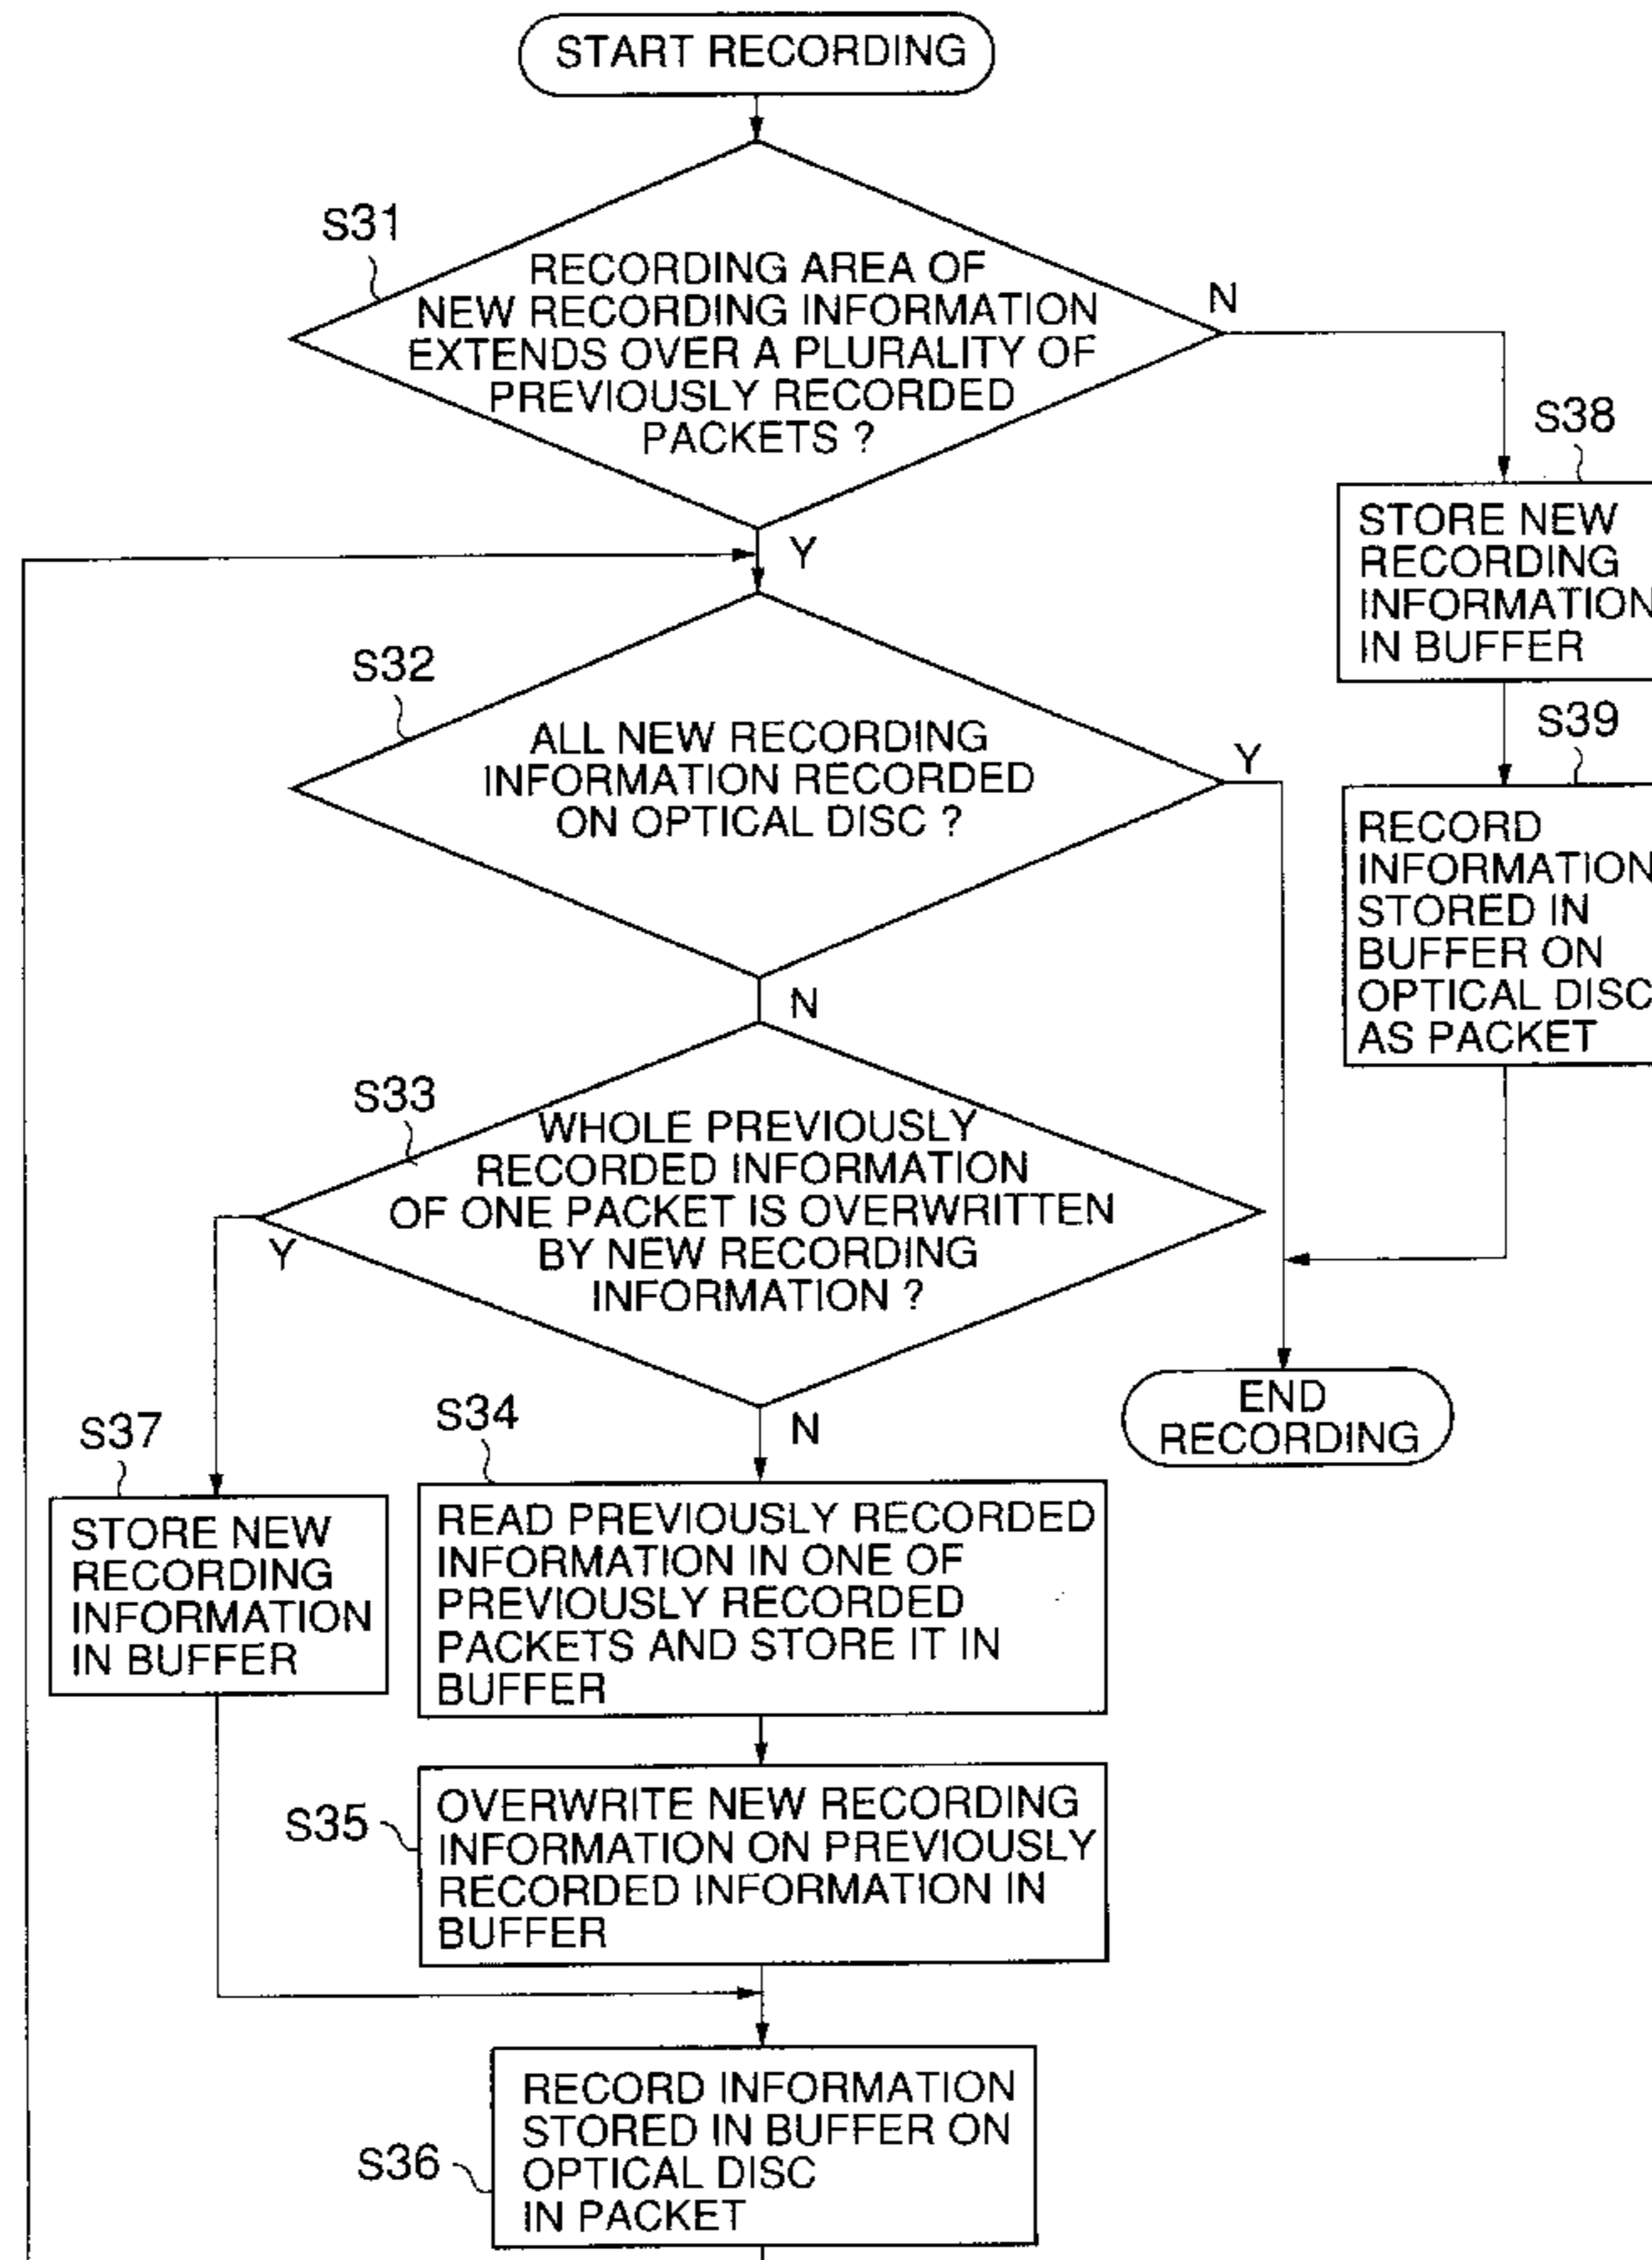 START RECORDING
S31
RECORDING AREA OF
NEW RECORDING INFORMATION
EXTENDS OVER A PLURALITY OF
PREVIOUSLY RECORDED
PACKETS ?
N
Y
S38
STORE NEW
RECORDING
INFORMATION
IN BUFFER
S32
ALL NEW RECORDING
INFORMATION RECORDED
ON OPTICAL DISC ?
Y
N
S39
RECORD
INFORMATION
STORED IN
BUFFER ON
OPTICAL DISC
AS PACKET
S33
WHOLE PREVIOUSLY
RECORDED INFORMATION
OF ONE PACKET IS OVERWRITTEN
BY NEW RECORDING
INFORMATION ?
Y
N
END
RECORDING
S37
STORE NEW
RECORDING
INFORMATION
IN BUFFER
S34
READ PREVIOUSLY RECORDED
INFORMATION IN ONE OF
PREVIOUSLY RECORDED
PACKETS AND STORE IT IN
BUFFER
S35
OVERWRITE NEW RECORDING
INFORMATION ON PREVIOUSLY
RECORDED INFORMATION IN
BUFFER
S36
RECORD INFORMATION
STORED IN BUFFER ON
OPTICAL DISC
IN PACKET